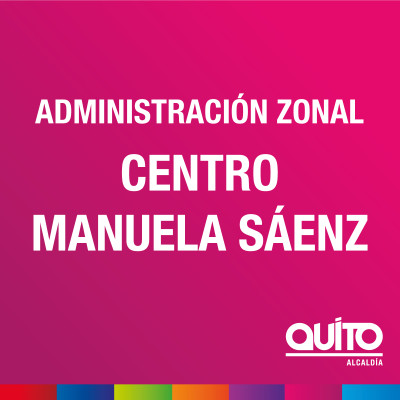 ADMINISTRACIÓN ZONAL
CENTRO
MANUELA SÁENZ
QUITO
ALCALDÍA